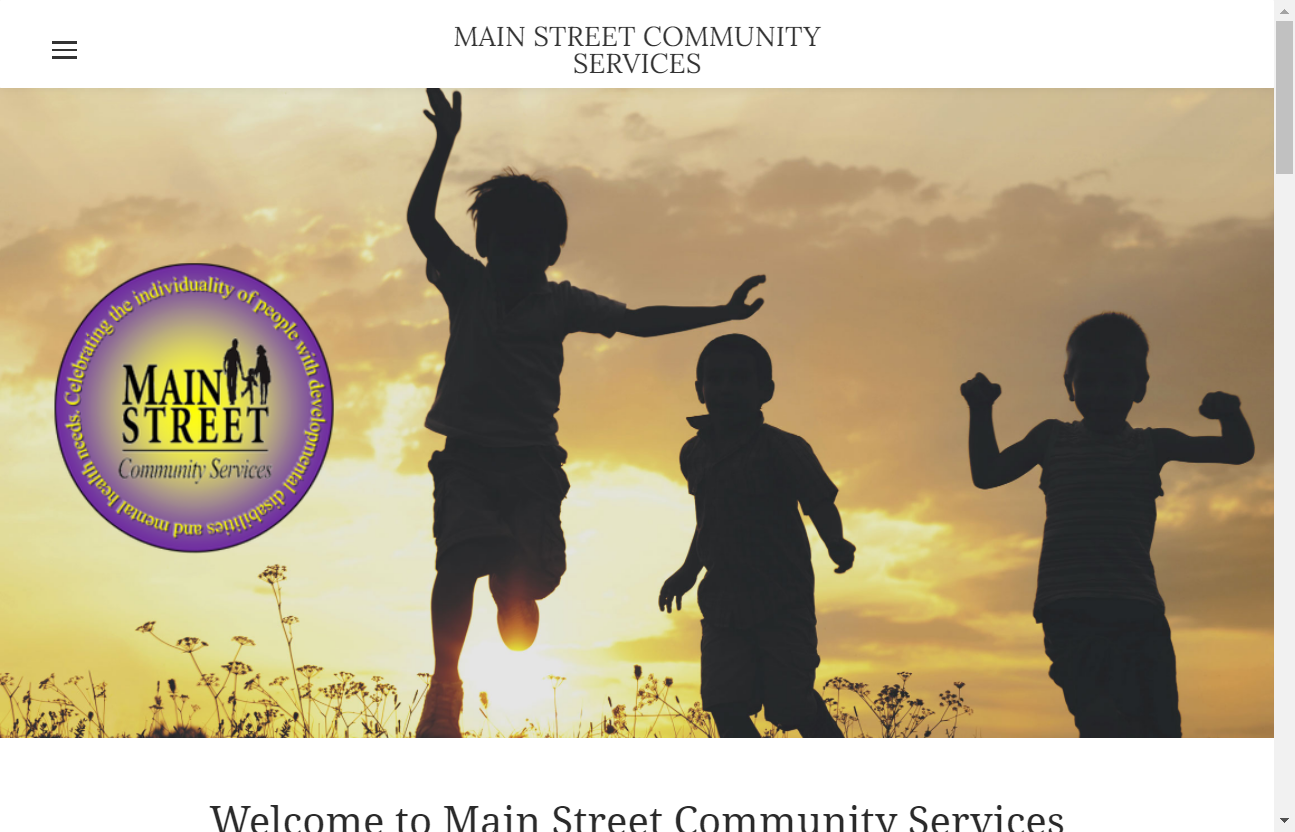 MAIN STREET COMMUNITY
SERVICES
Celebrating the individuality of people with developmental disabilities and mental health needs.
MAIN
STREET
Community Services
Welcome to Main Street Community Services